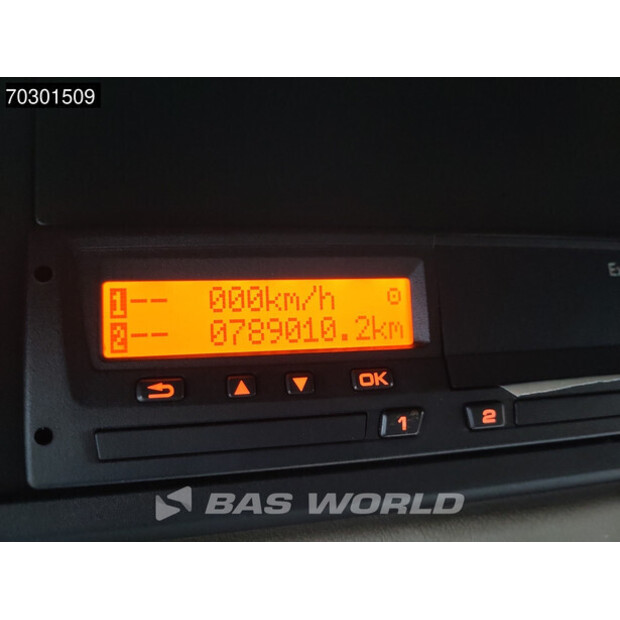 70301509
E
1-- 000km/h
2-- 0789010.2km
OK
1
2
BAS WORLD